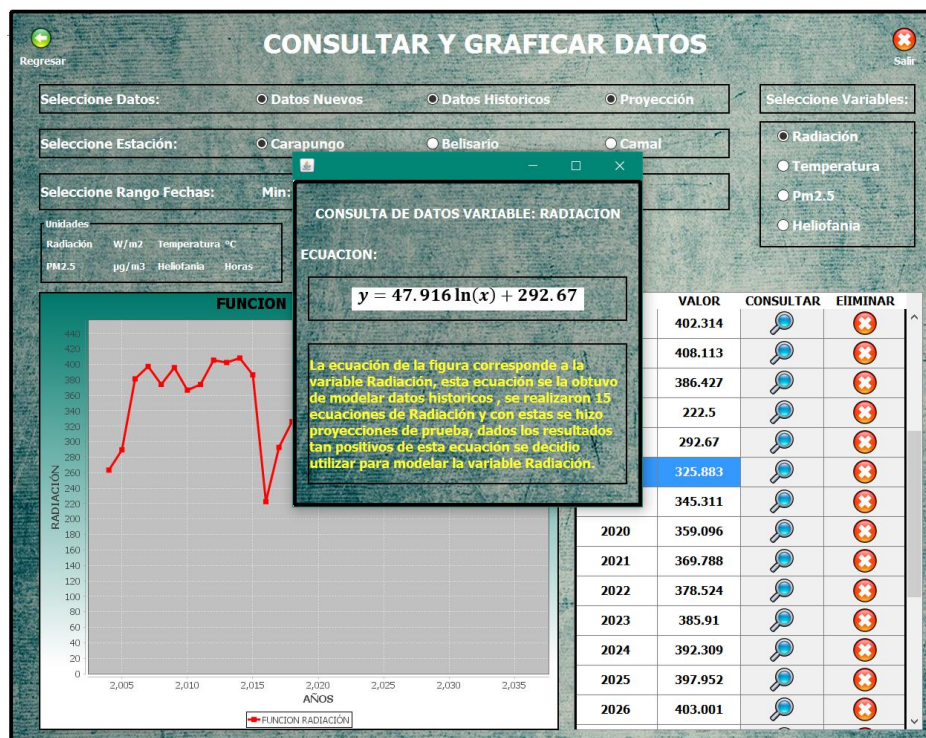 CONSULTAR Y GRAFICAR DATOS
Regresar
Salir
Seleccione Datos:
Datos Nuevos
Datos Historicos
Proyección
Seleccione Variables:
Seleccione Estación:
Carapungo
Belisario
Camal
Radiación
Temperatura
Pm2.5
Heliofania
Seleccione Rango Fechas:
Min:
Unidades
Radiación W/m2 Temperatura °C
PM2.5 µg/m3 Heliofania Horas
CONSULTA DE DATOS VARIABLE: RADIACION
ECUACION:
y = 47.916 ln(x) + 292.67
La ecuación de la figura corresponde a la
variable Radiación, esta ecuación se la obtuvo
de modelar datos historicos , se realizaron 15
ecuaciones de Radiación y con estas se hizo
proyecciones de prueba, dados los resultados
tan positivos de esta ecuación se decidio
utilizar para modelar la variable Radiación.
FUNCION
440
420
400
380
360
340
320
300
280
260
240
220
200
180
160
140
120
100
80
60
40
20
0
RADIACIÓN
2,005 2,010 2,015 2,020 2,025 2,030 2,035
AÑOS
FUNCION RADIACIÓN
VALOR CONSULTAR ElIMINAR
402.314
408.113
386.427
222.5
292.67
325.883
345.311
2020 359.096
2021 369.788
2022 378.524
2023 385.91
2024 392.309
2025 397.952
2026 403.001